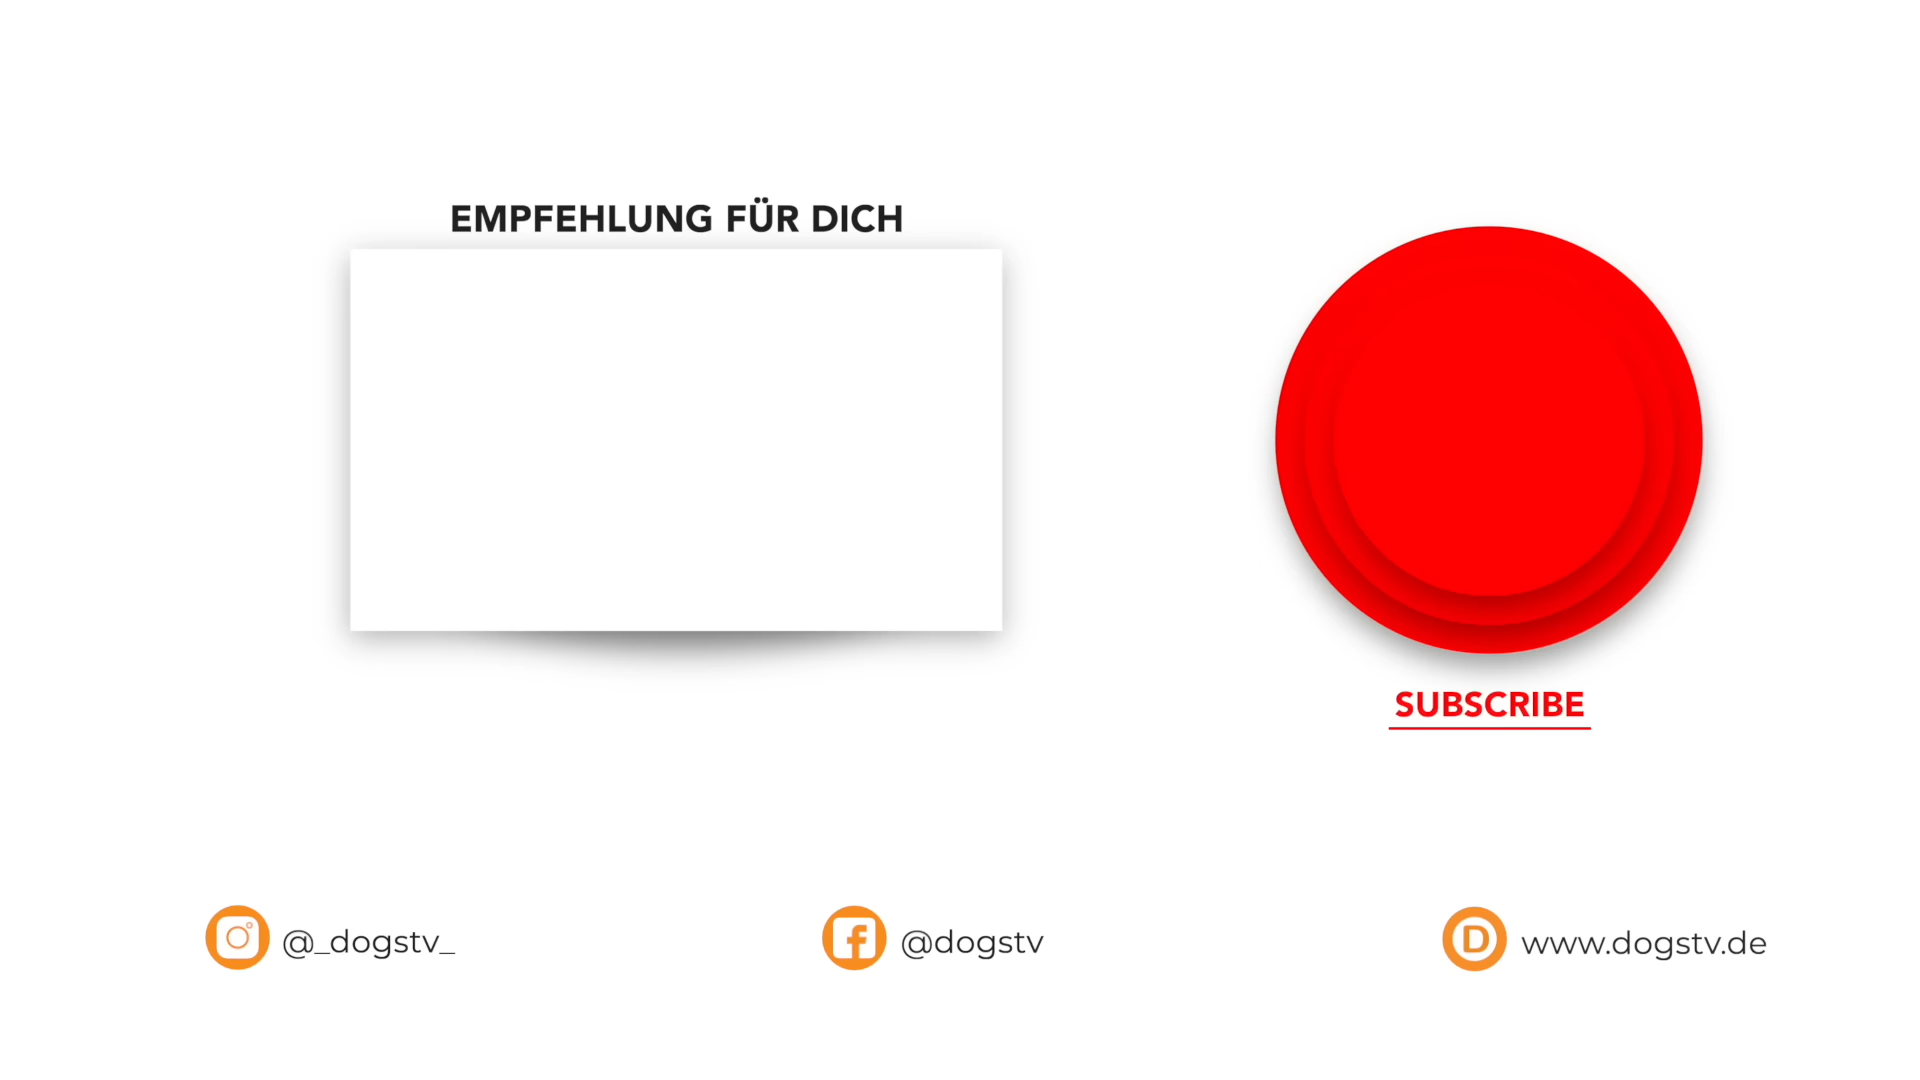 EMPFEHLUNG FÜR DICH
SUBSCRIBE
@_dogstv_
@dogstv
D www.dogstv.de